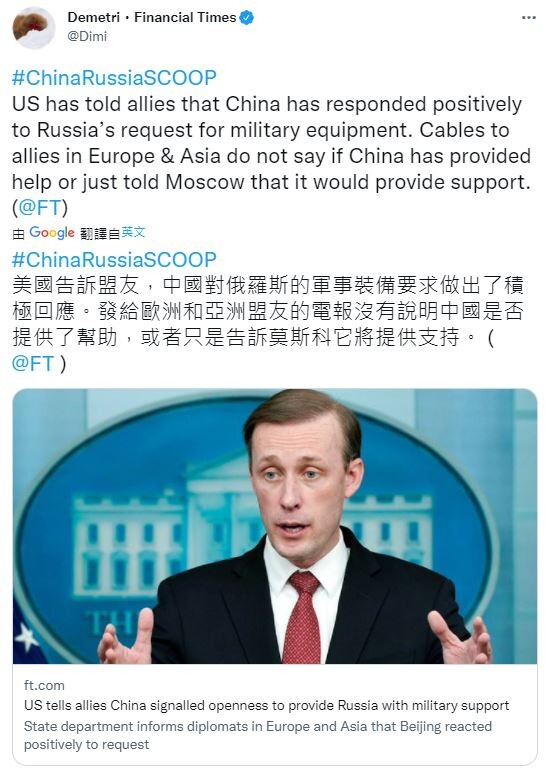 Demetri · Financial Times
@Dimi
#ChinaRussiaSCOOP
US has told allies that China has responded positively
to Russia’s request for military equipment. Cables to
allies in Europe & Asia do not say if China has provided
help or just told Moscow that it would provide support.
(@FT)
由 Google 翻譯自英文
#ChinaRussiaSCOOP
美國告訴盟友，中國對俄羅斯的軍事裝備要求做出了積
極回應。發給歐洲和亞洲盟友的電報沒有說明中國是否
提供了幫助，或者只是告訴莫斯科它將提供支持。 (
@FT )
TH
ft.com
US tells allies China signalled openness to provide Russia with military support
State department informs diplomats in Europe and Asia that Beijing reacted
positively to request